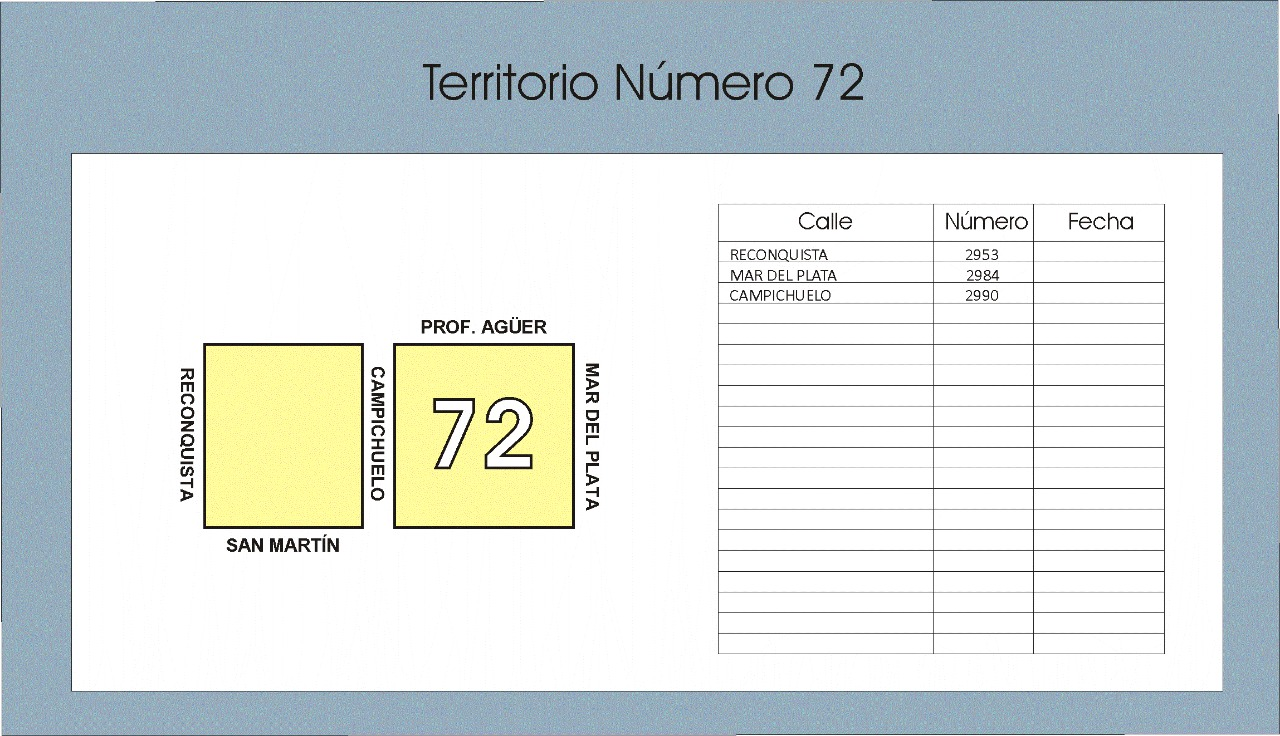 Territorio Número 72
PROF. AGÜER
RECONQUISTA
CAMPICHUELO
72
MAR DEL PLATA
SAN MARTÍN
Calle Número Fecha
RECONQUISTA 2953
MAR DEL PLATA 2984
CAMPICHUELO 2990